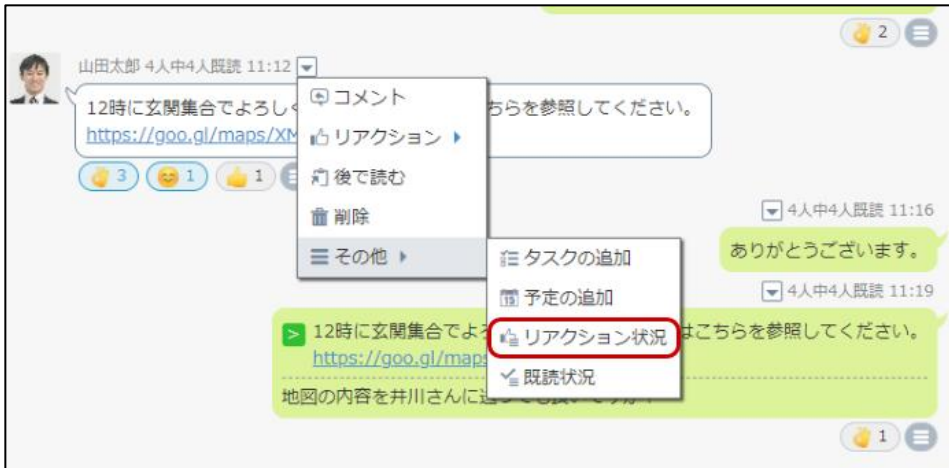 2
山田太郎 4人中4人既読 11:12
12時に玄関集合でよろし
ちらを参照してください。
https://goo.gl/maps/XM
3 1 1
コメント
リアクション
後で読む
削除
その他
タスクの追加
予定の追加
リアクション状況
既読状況
4人中4人既読 11:16
ありがとうございます。
4人中4人既読 11:19
12時に玄関集合でよ
はこちらを参照してください。
https://goo.gl/maps
地図の内容を井川さんに
1